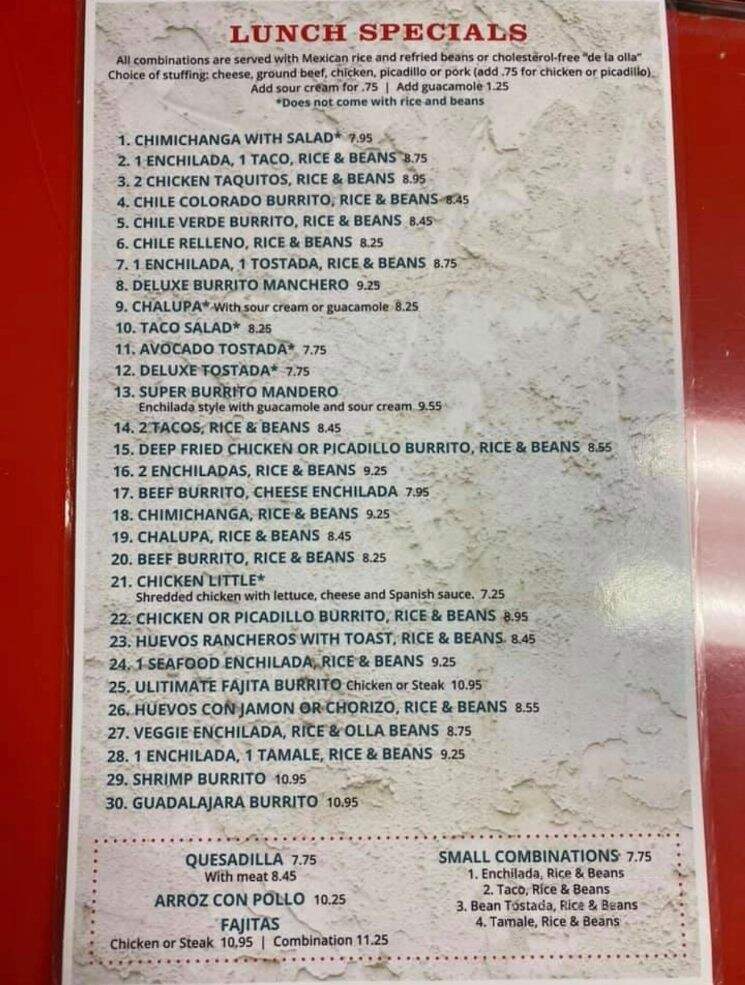 LUNCH SPECIALS
All combinations are served with Mexican rice and refried beans or cholesterol-free "de la olla"
Choice of stuffing: cheese, ground beef, chicken, picadillo or pork (add .75 for chicken or picadillo)
Add sour cream for .75 | Add guacamole 1.25
*Does not come with rice and beans
1. CHIMICHANGA WITH SALAD* 7.95
2. 1 ENCHILADA, 1 TACO, RICE & BEANS 8.75
3. 2 CHICKEN TAQUITOS, RICE & BEANS 8.95
4. CHILE COLORADO BURRITO, RICE & BEANS 8.45
5. CHILE VERDE BURRITO, RICE & BEANS 8.45
6. CHILE RELLENO, RICE & BEANS 8.25
7. 1 ENCHILADA, 1 TOSTADA, RICE & BEANS 8.75
8. DELUXE BURRITO MANCHERO 9.25
9. CHALUPA* With sour cream or guacamole 8.25
10. TACO SALAD* 8.25
11. AVOCADO TOSTADA* 7.75
12. DELUXE TOSTADA* 7.75
13. SUPER BURRITO MANDERO
Enchilada style with guacamole and sour cream 9.55
14. 2 TACOS, RICE & BEANS 8.45
15. DEEP FRIED CHICKEN OR PICADILLO BURRITO, RICE & BEANS 8.55
16. 2 ENCHILADAS, RICE & BEANS 9.25
17. BEEF BURRITO, CHEESE ENCHILADA 7.95
18. CHIMICHANGA, RICE & BEANS 9.25
19. CHALUPA, RICE & BEANS 8.45
20. BEEF BURRITO, RICE & BEANS 8.25
21. CHICKEN LITTLE*
Shredded chicken with lettuce, cheese and Spanish sauce. 7.25
22. CHICKEN OR PICADILLO BURRITO, RICE & BEANS 8.95
23. HUEVOS RANCHEROS WITH TOAST, RICE & BEANS 8.45
24. 1 SEAFOOD ENCHILADA, RICE & BEANS 9.25
25. ULITIMATE FAJITA BURRITO Chicken or Steak 10.95
26. HUEVOS CON JAMON OR CHORIZO, RICE & BEANS 8.55
27. VEGGIE ENCHILADA, RICE & OLLA BEANS 8.75
28. 1 ENCHILADA, 1 TAMALE, RICE & BEANS 9.25
29. SHRIMP BURRITO 10.95
30. GUADALAJARA BURRITO 10.95
QUESADILLA 7.75
With meat 8.45
ARROZ CON POLLO 10.25
FAJITAS
Chicken or Steak 10.95 | Combination 11.25
SMALL COMBINATIONS 7.75
1. Enchilada, Rice & Beans
2. Taco, Rice & Beans
3. Bean Tostada, Rice & Beans
4. Tamale, Rice & Beans